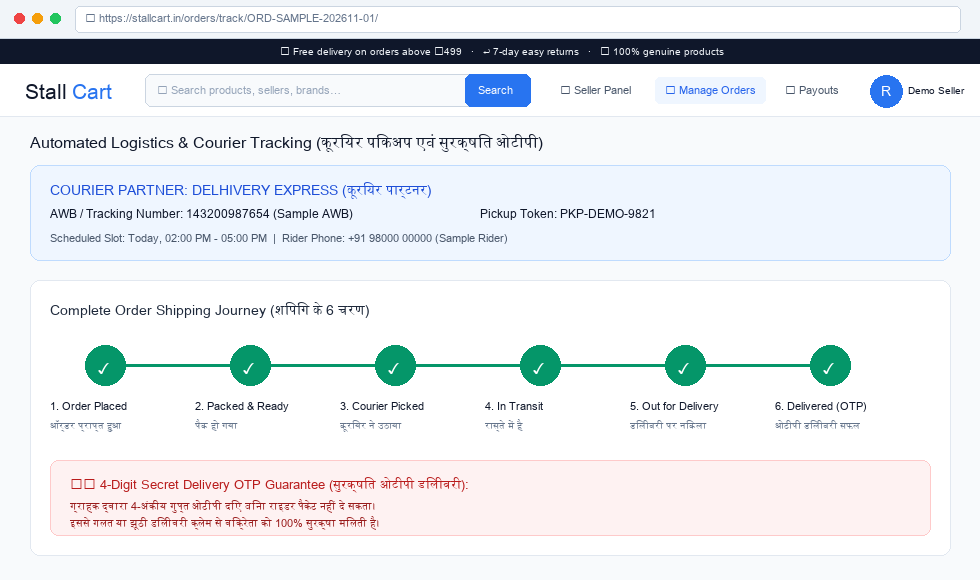 https://stallcart.in/orders/track/ORD-SAMPLE-202611-01/
Free delivery on orders above 499 · ↩ 7-day easy returns · 100% genuine products
Stall Cart
Search products, sellers, brands...
Search
Seller Panel
Manage Orders
Payouts
R
Demo Seller
Automated Logistics & Courier Tracking (कूरियर पिकअप एवं सुरक्षित ओटीपी)
COURIER PARTNER: DELHIVERY EXPRESS (कूरियर पार्टनर)
AWB / Tracking Number: 143200987654 (Sample AWB)
Pickup Token: PKP-DEMO-9821
Scheduled Slot: Today, 02:00 PM - 05:00 PM | Rider Phone: +91 98000 00000 (Sample Rider)
Complete Order Shipping Journey (शिपिंग के 6 चरण)
✓ ✓ ✓ ✓ ✓ ✓
1. Order Placed
ऑर्डर प्राप्त हुआ
2. Packed & Ready
पैक हो गया
3. Courier Picked
कूरियर ने उठाया
4. In Transit
रास्ते में है
5. Out for Delivery
डिलीवरी पर निकला
6. Delivered (OTP)
ओटीपी डिलीवरी सफल
4-Digit Secret Delivery OTP Guarantee (सुरक्षित ओटीपी डिलीवरी):
ग्राहक द्वारा 4-अंकीय गुप्त ओटीपी दिए बिना राइडर पैकेट नहीं दे सकता।
इससे गलत या झूठी डिलीवरी क्लेम से विक्रेता को 100% सुरक्षा मिलती है।